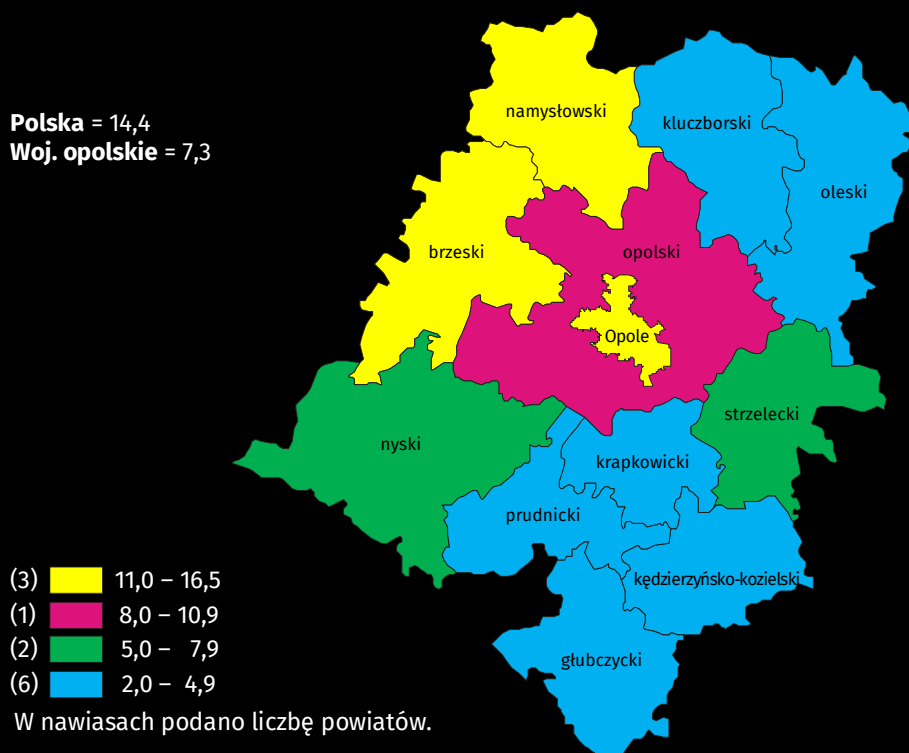 Polska = 14,4
Woj. opolskie = 7,3
namysłowski
kluczborski
oleski
brzeski
opolski
Opole
strzelecki
nyski
krapkowicki
prudnicki
kędzierzyńsko-kozielski
głubczycki
(3) 11,0 – 16,5
(1) 8,0 – 10,9
(2) 5,0 – 7,9
(6) 2,0 – 4,9
W nawiasach podano liczbę powiatów.